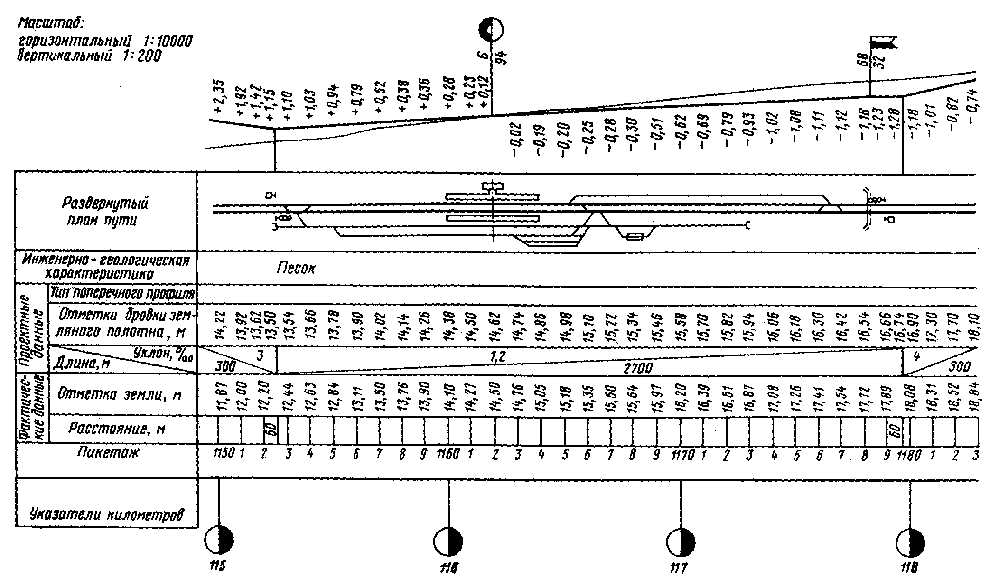 Масштаб:
горизонтальный 1:10000
вертикальный 1:200
6
94
68
32
+2,35
+1,92
+1,42
+1,15
+1,10
+1,03
+0,94
+0,79
+0,52
+0,38
+0,36
+0,28
+0,23
+0,12
-0,02
-0,19
-0,20
-0,25
-0,28
-0,30
-0,51
-0,62
-0,69
-0,79
-0,93
-1,02
-1,08
-1,11
-1,12
-1,18
-1,23
-1,28
-1,18
-1,01
-0,82
-0,74
Развернутый
план пути
Инженерно-геологическая
характеристика
Песок
Проектные
данные
Тип поперечного профиля
Отметки бровки зем-
ляного полотна, м
14,22 13,92 13,62 13,50 13,54 13,66 13,78 13,90 14,02 14,14 14,26 14,38 14,50 14,62 14,74 14,86 14,98 15,10 15,22 15,34 15,46 15,58 15,70 15,82 15,94 16,06 16,18 16,30 16,42 16,54 16,66 16,74 16,90 17,30 17,70 18,10
Уклон, ‰
Длина, м
3
300
1,2
2700
4
300
Фактичес-
кие данные
Отметка земли, м
11,87 12,00 12,20 12,44 12,63 12,84 13,11 13,50 13,76 13,90 14,10 14,27 14,50 14,76 15,05 15,18 15,35 15,50 15,64 15,97 16,20 16,39 16,61 16,87 17,08 17,26 17,41 17,54 17,72 17,89 18,08 18,31 18,52 18,84
Расстояние, м
60
60
Пикетаж
1150 1 2 3 4 5 6 7 8 9 1160 1 2 3 4 5 6 7 8 9 1170 1 2 3 4 5 6 7 8 9 1180 1 2 3
Указатели километров
115
116
117
118